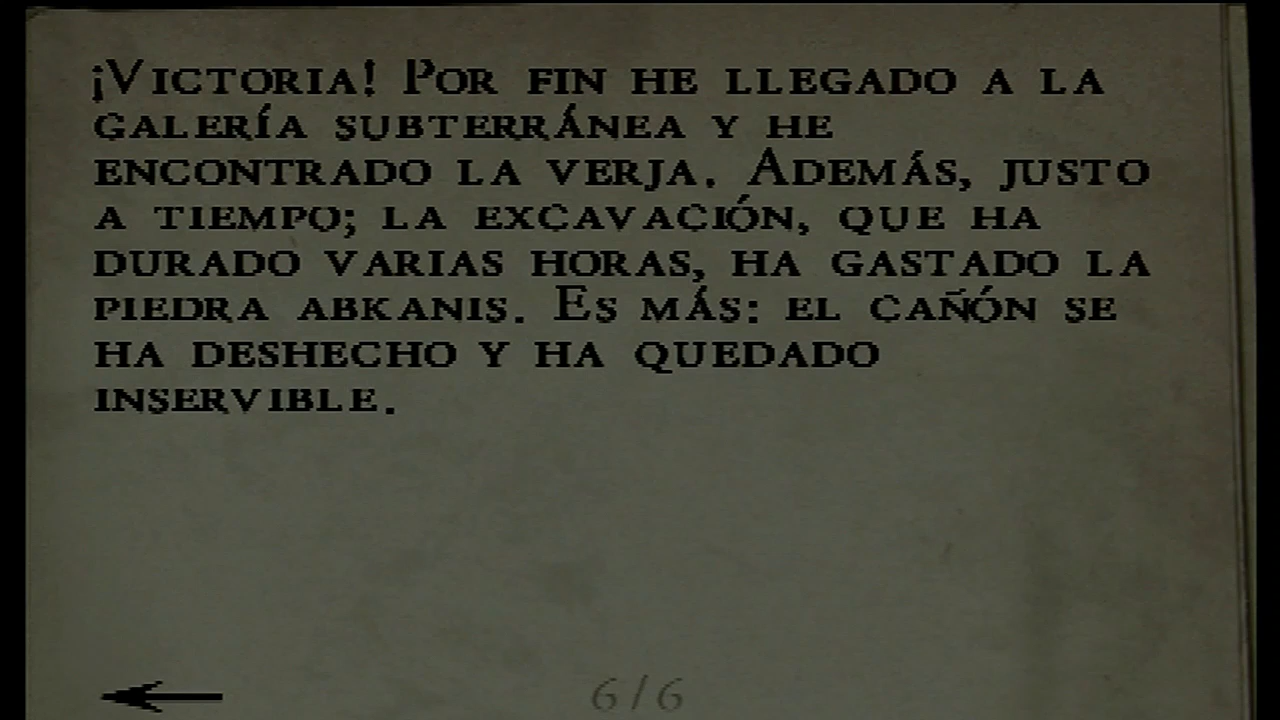 ¡Victoria! Por fin he llegado a la
galería subterránea y he
encontrado la verja. Además, justo
a tiempo; la excavación, que ha
durado varias horas, ha gastado la
piedra abkanis. Es más: el cañón se
ha deshecho y ha quedado
inservible.
6/6